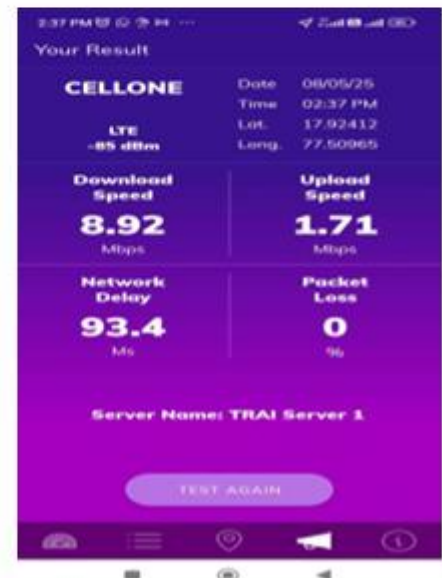 2:37 PM
Your Result
CELLONE
Date 08/05/25
Time 02:37 PM
LTE
-85 dBm
Lat. 17.92412
Long. 77.50965
Download Speed
8.92
Mbps
Upload Speed
1.71
Mbps
Network Delay
93.4
Ms
Packet Loss
0
%
Server Name: TRAI Server 1
TEST AGAIN